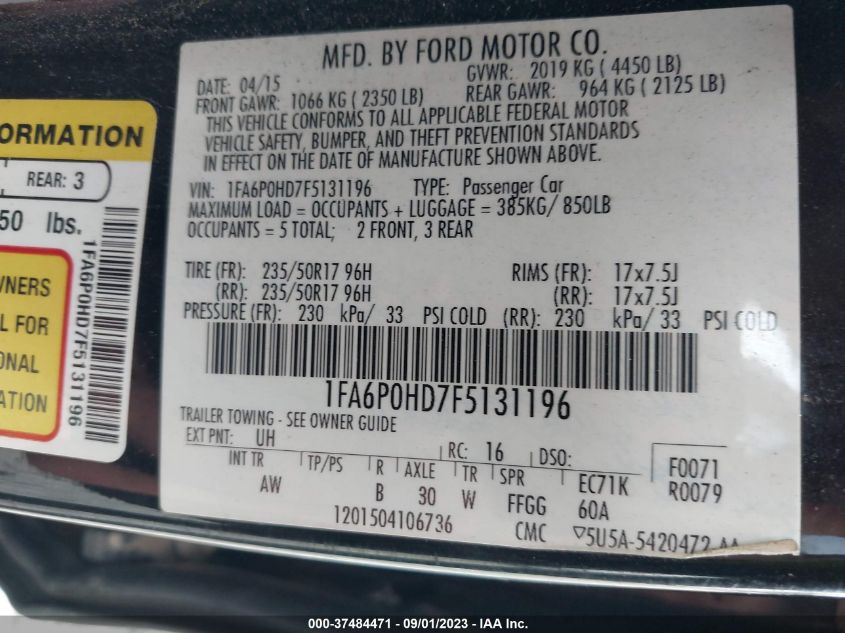 ORMATION
REAR: 3
50 lbs.
WNERS
L FOR
ONAL
ATION
1FA6P0HD7F5131196
MFD. BY FORD MOTOR CO.
DATE: 04/15 GVWR: 2019 KG ( 4450 LB)
FRONT GAWR: 1066 KG ( 2350 LB) REAR GAWR: 964 KG ( 2125 LB)
THIS VEHICLE CONFORMS TO ALL APPLICABLE FEDERAL MOTOR
VEHICLE SAFETY, BUMPER, AND THEFT PREVENTION STANDARDS
IN EFFECT ON THE DATE OF MANUFACTURE SHOWN ABOVE.
VIN: 1FA6P0HD7F5131196 TYPE: Passenger Car
MAXIMUM LOAD = OCCUPANTS + LUGGAGE = 385KG/ 850LB
OCCUPANTS = 5 TOTAL; 2 FRONT, 3 REAR
TIRE (FR): 235/50R17 96H RIMS (FR): 17x7.5J
(RR): 235/50R17 96H (RR): 17x7.5J
PRESSURE (FR): 230 kPa/ 33 PSI COLD (RR): 230 kPa/ 33 PSI COLD
1FA6P0HD7F5131196
TRAILER TOWING - SEE OWNER GUIDE
EXT PNT: UH RC: 16 DSO: F0071
INT TR TP/PS R AXLE TR SPR EC71K R0079
AW B 30 W FFGG 60A
1201504106736 CMC ▽5U5A-5420472-AA
000-37484471 - 09/01/2023 - IAA Inc.